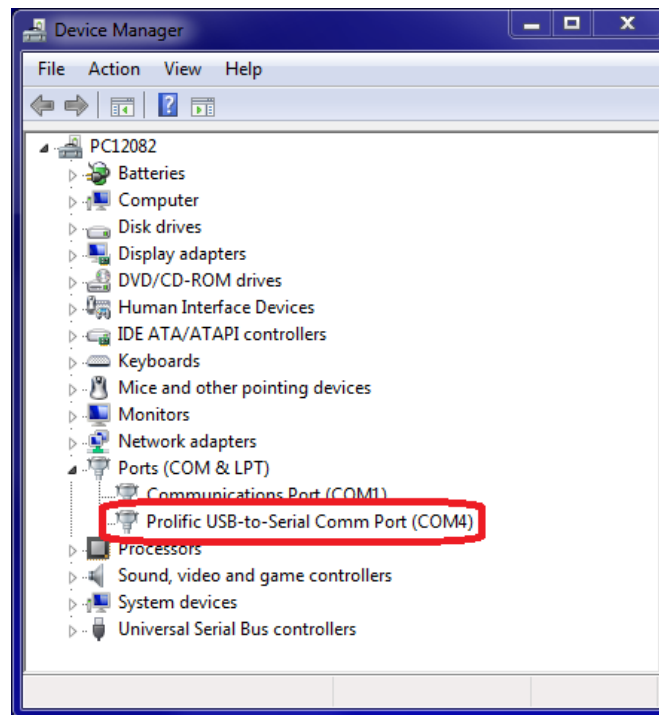 Device Manager
File Action View Help
PC12082
Batteries
Computer
Disk drives
Display adapters
DVD/CD-ROM drives
Human Interface Devices
IDE ATA/ATAPI controllers
Keyboards
Mice and other pointing devices
Monitors
Network adapters
Ports (COM & LPT)
Communications Port (COM1)
Prolific USB-to-Serial Comm Port (COM4)
Processors
Sound, video and game controllers
System devices
Universal Serial Bus controllers